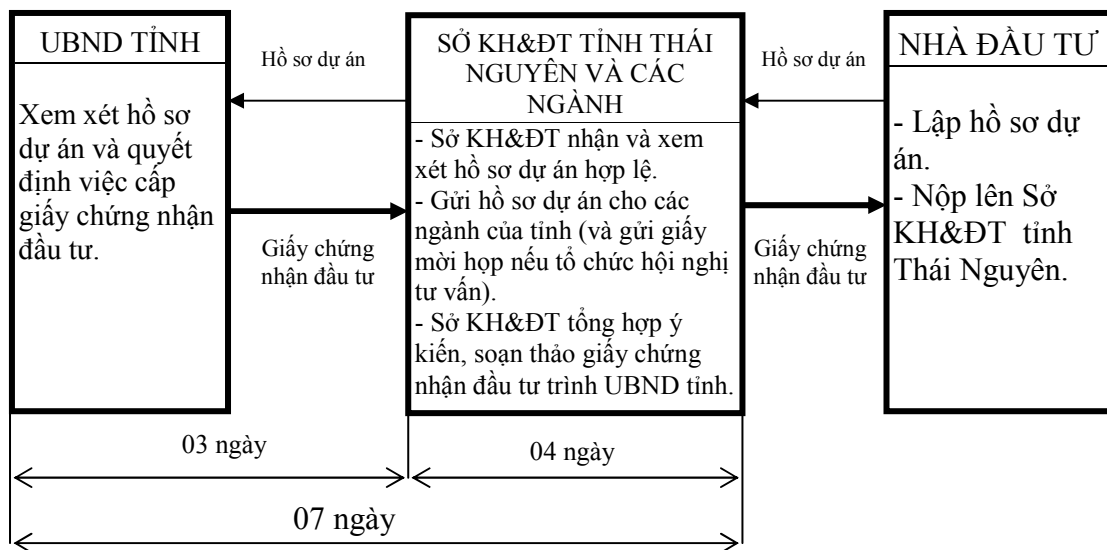 UBND TỈNH
Xem xét hồ sơ
dự án và quyết
định việc cấp
giấy chứng nhận
đầu tư.
Hồ sơ dự án
Giấy chứng
nhận đầu tư
SỞ KH&ĐT TỈNH THÁI
NGUYÊN VÀ CÁC
NGÀNH
- Sở KH&ĐT nhận và xem
xét hồ sơ dự án hợp lệ.
- Gửi hồ sơ dự án cho các
ngành của tỉnh (và gửi giấy
mời họp nếu tổ chức hội nghị
tư vấn).
- Sở KH&ĐT tổng hợp ý
kiến, soạn thảo giấy chứng
nhận đầu tư trình UBND tỉnh.
Hồ sơ dự án
Giấy chứng
nhận đầu tư
NHÀ ĐẦU TƯ
- Lập hồ sơ dự
án.
- Nộp lên Sở
KH&ĐT tỉnh
Thái Nguyên.
03 ngày
04 ngày
07 ngày